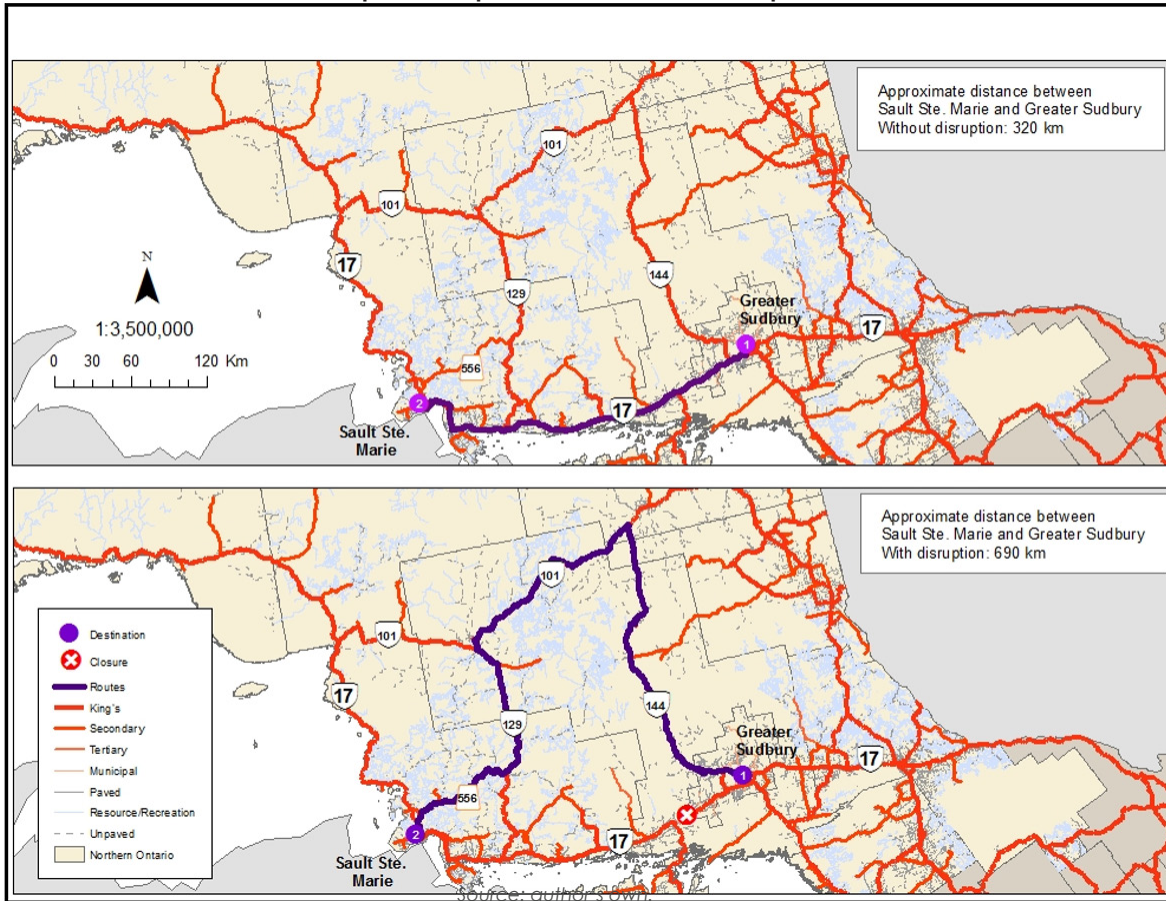 Approximate distance between
Sault Ste. Marie and Greater Sudbury
Without disruption: 320 km
101
101
17
N
144
129
1:3,500,000
Greater
Sudbury
17
1
0 30 60 120 Km
556
2
17
Sault Ste.
Marie
Approximate distance between
Sault Ste. Marie and Greater Sudbury
With disruption: 690 km
101
Destination
Closure
Routes
King's
Secondary
Tertiary
Municipal
Paved
Resource/Recreation
Unpaved
Northern Ontario
101
17
144
129
Greater
Sudbury
17
1
556
2
17
Sault Ste.
Marie
Source: author's own.